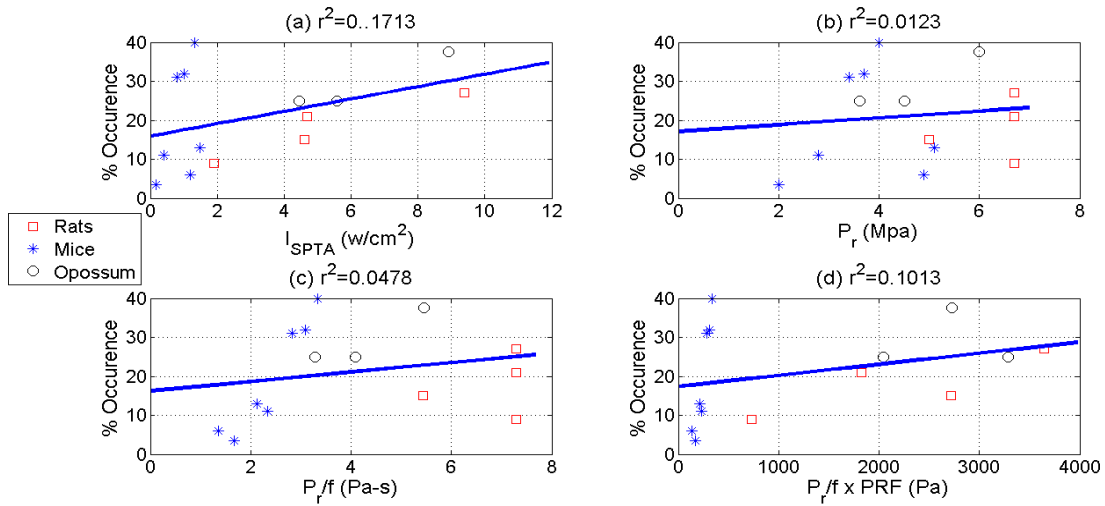 (a) r²=0..1713
40
30
20
10
0
% Occurence
0 2 4 6 8 10 12
I_SPTA (w/cm²)
(b) r²=0.0123
40
30
20
10
0
% Occurence
0 2 4 6 8
P_r (Mpa)
Rats
Mice
Opossum
(c) r²=0.0478
40
30
20
10
0
% Occurence
0 2 4 6 8
P_r/f (Pa-s)
(d) r²=0.1013
40
30
20
10
0
% Occurence
0 1000 2000 3000 4000
P_r/f x PRF (Pa)